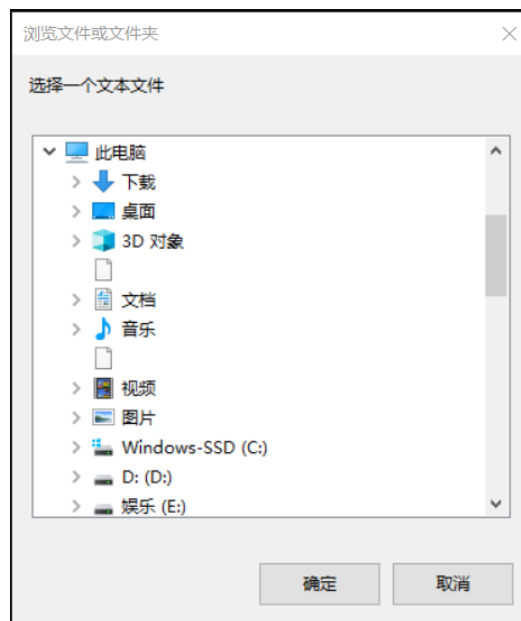 浏览文件或文件夹
选择一个文本文件
此电脑
下载
桌面
3D 对象
文档
音乐
视频
图片
Windows-SSD (C:)
D: (D:)
娱乐 (E:)
确定 取消